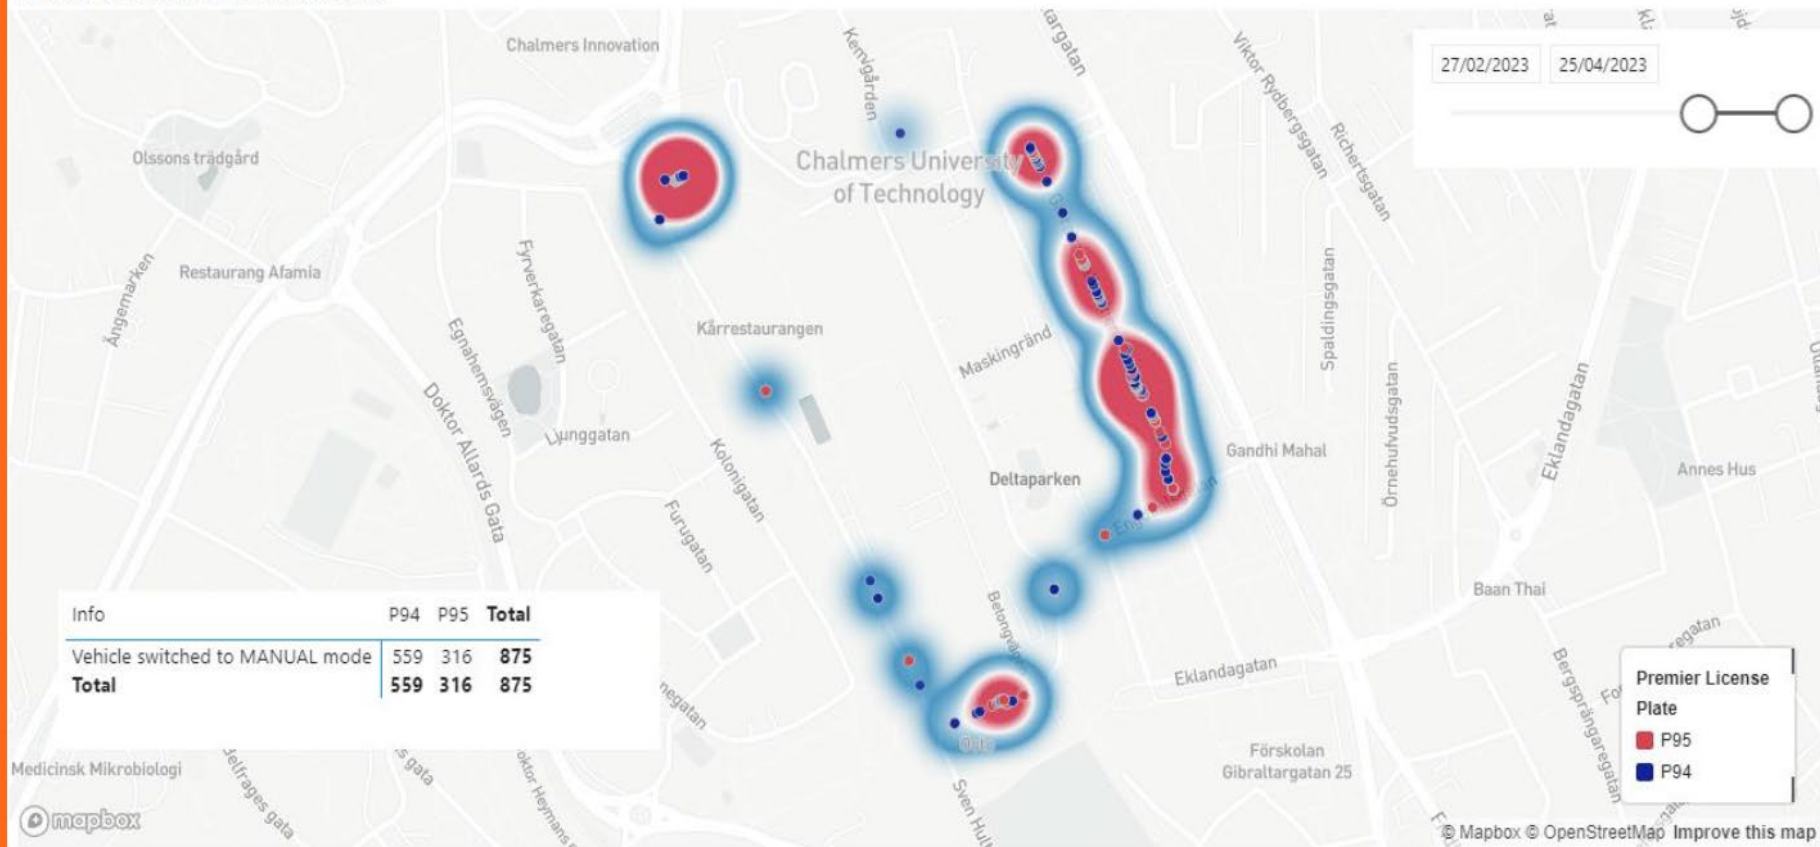 Chalmers Innovation
Kemigården
Viktor Rydbergsgatan
Richertsgatan
27/02/2023 25/04/2023
Olssons trädgård
Chalmers University
of Technology
Restaurang Afamia
Ängemarken
Fyrverkaregatan
Egnahemsvägen
Kårrestaurangen
Maskingränd
Spaldingsgatan
Örnehufvudsgatan
Eklandagatan
Doktor Allards Gata
Ljunggatan
Kolonigatan
Furugatan
Deltaparken
Gandhi Mahal
Annes Hus
Baan Thai
Info P94 P95 Total
Vehicle switched to MANUAL mode 559 316 875
Total 559 316 875
Eklandagatan
Bergsprängaregatan
Premier License
Plate
P95
P94
Medicinsk Mikrobiologi
Förskolan
Gibraltargatan 25
mapbox
© Mapbox © OpenStreetMap Improve this map